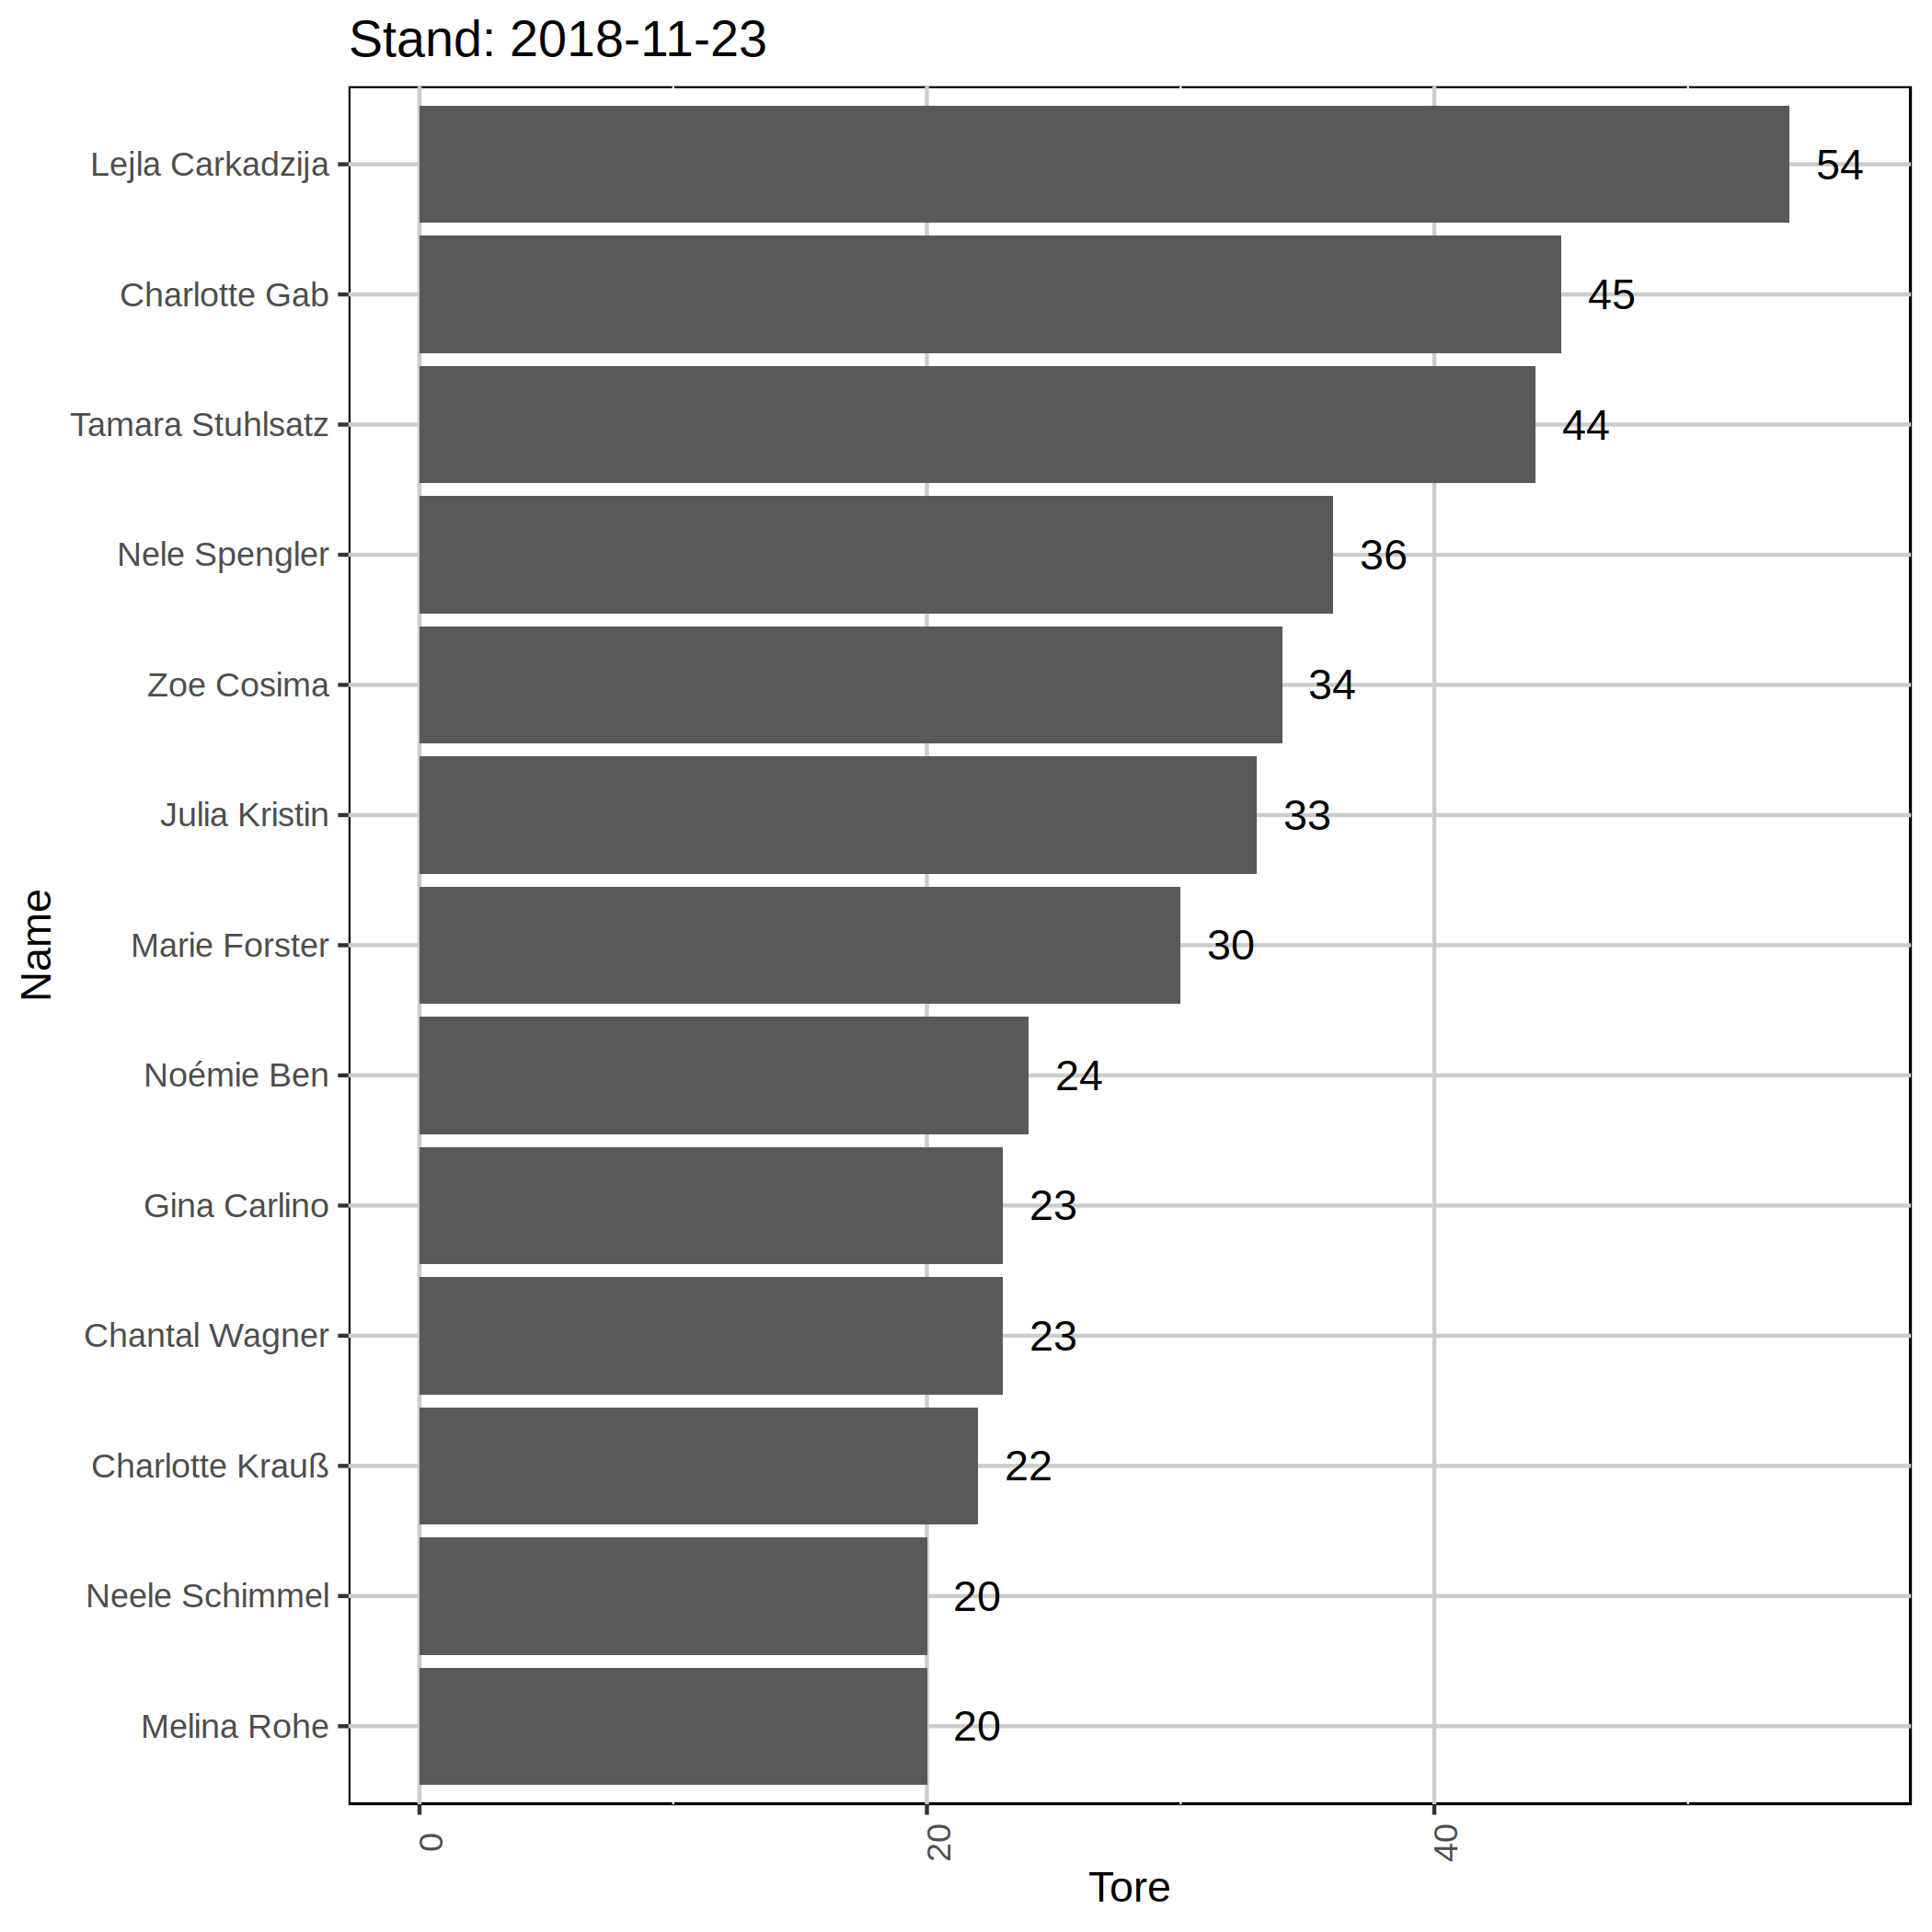 Stand: 2018-11-23
Lejla Carkadzija 54
Charlotte Gab 45
Tamara Stuhlsatz 44
Nele Spengler 36
Zoe Cosima 34
Julia Kristin 33
Marie Forster 30
Noémie Ben 24
Gina Carlino 23
Chantal Wagner 23
Charlotte Krauß 22
Neele Schimmel 20
Melina Rohe 20
Name
0 20 40
Tore